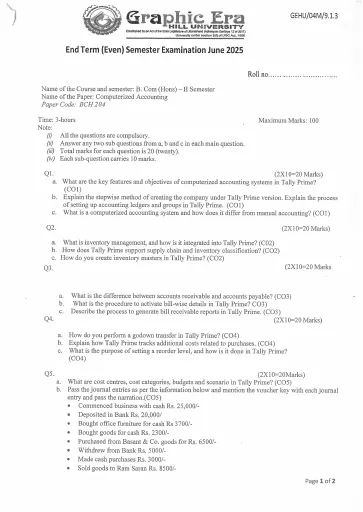 GEHU/04M/9.1.3
Graphic Era
HILL UNIVERSITY
End Term (Even) Semester Examination June 2025
Roll no..............................
Name of the Course and semester: B. Com (Hons) – II Semester
Name of the Paper: Computerized Accounting
Paper Code: BCH 204
Time: 3-hours Maximum Marks: 100
Note:
(i) All the questions are compulsory.
(ii) Answer any two sub questions from a, b and c in each main question.
(iii) Total marks for each question is 20 (twenty).
(iv) Each sub-question carries 10 marks.
Q1. (2X10=20 Marks)
a. What are the key features and objectives of computerized accounting systems in Tally Prime?
(CO1)
b. Explain the stepwise method of creating the company under Tally Prime version. Explain the process
of setting up accounting ledgers and groups in Tally Prime. (CO1)
c. What is a computerized accounting system and how does it differ from manual accounting? (CO1)
Q2. (2X10=20 Marks)
a. What is inventory management, and how is it integrated into Tally Prime? (C02)
b. How does Tally Prime support supply chain and inventory classification? (CO2)
c. How do you create inventory masters in Tally Prime? (CO2)
Q3. (2X10=20 Marks
a. What is the difference between accounts receivable and accounts payable? (CO3)
b. What is the procedure to activate bill-wise details in Tally Prime? CO3)
c. Describe the process to generate bill receivable reports in Tally Prime. (CO3)
Q4. (2X10=20 Marks)
a. How do you perform a godown transfer in Tally Prime? (CO4)
b. Explain how Tally Prime tracks additional costs related to purchases. (CO4)
c. What is the purpose of setting a reorder level, and how is it done in Tally Prime?
(CO4)
Q5. (2X10=20Marks)
a. What are cost centres, cost categories, budgets and scenario in Tally Prime? (CO5)
b. Pass the journal entries as per the information below and mention the voucher key with each journal
entry and pass the narration.(CO5)
• Commenced business with cash Rs. 25,000/-
• Deposited in Bank Rs. 20,000/
• Bought office furniture for cash Rs 3700/-
• Bought goods for cash Rs. 2300/-
• Purchased from Basant & Co. goods for Rs. 6500/-
• Withdrew from Bank Rs. 5000/-
• Made cash purchases Rs. 3000/-
• Sold goods to Ram Saran Rs. 8500/-
Page 1 of 2